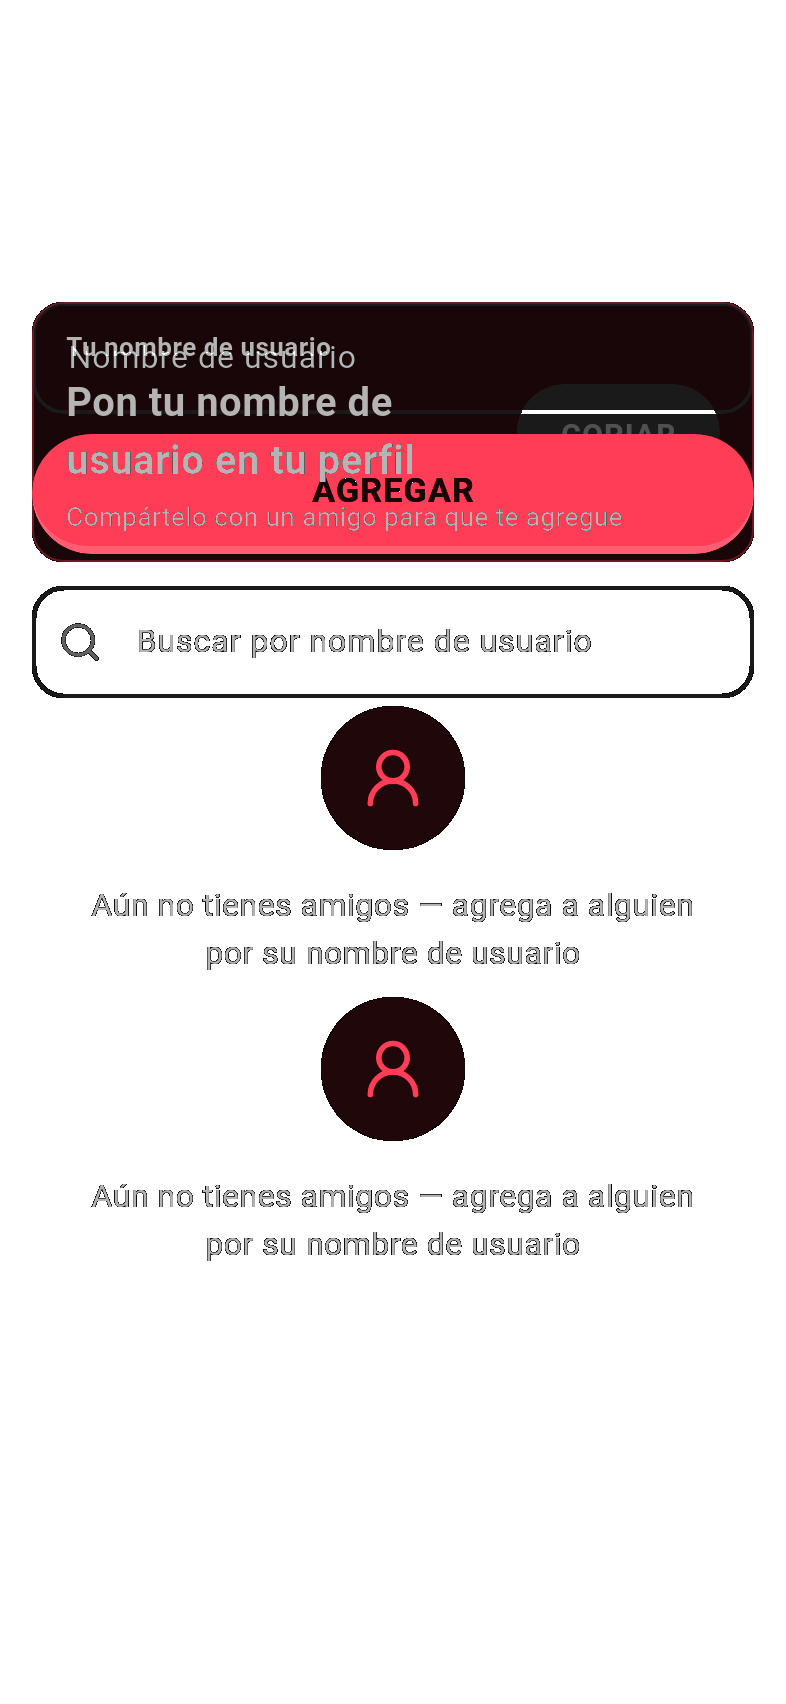 Tu nombre de usuario
Nombre de usuario
Pon tu nombre de
COPIAR
usuario en tu perfil
AGREGAR
Compártelo con un amigo para que te agregue
Buscar por nombre de usuario
Aún no tienes amigos — agrega a alguien
por su nombre de usuario
Aún no tienes amigos — agrega a alguien
por su nombre de usuario